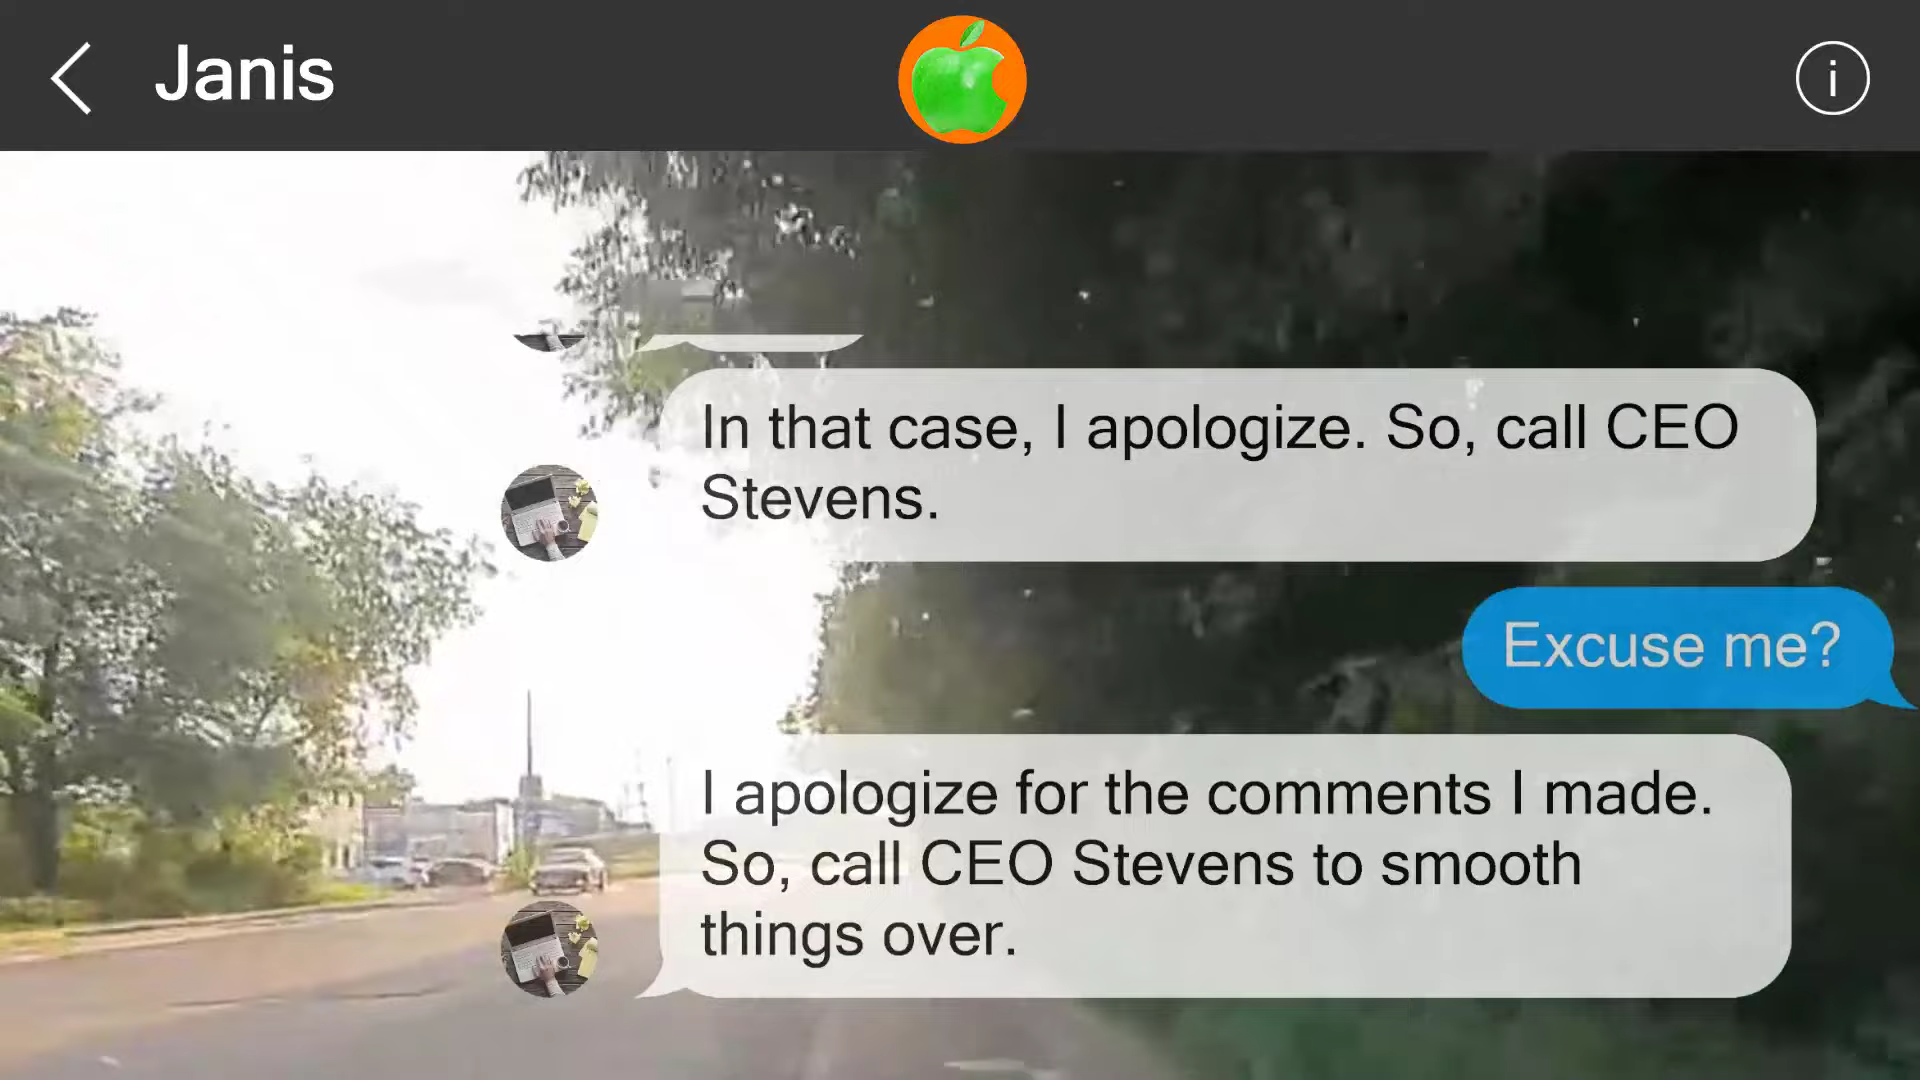 Janis
i
In that case, I apologize. So, call CEO
Stevens.
Excuse me?
I apologize for the comments I made.
So, call CEO Stevens to smooth
things over.